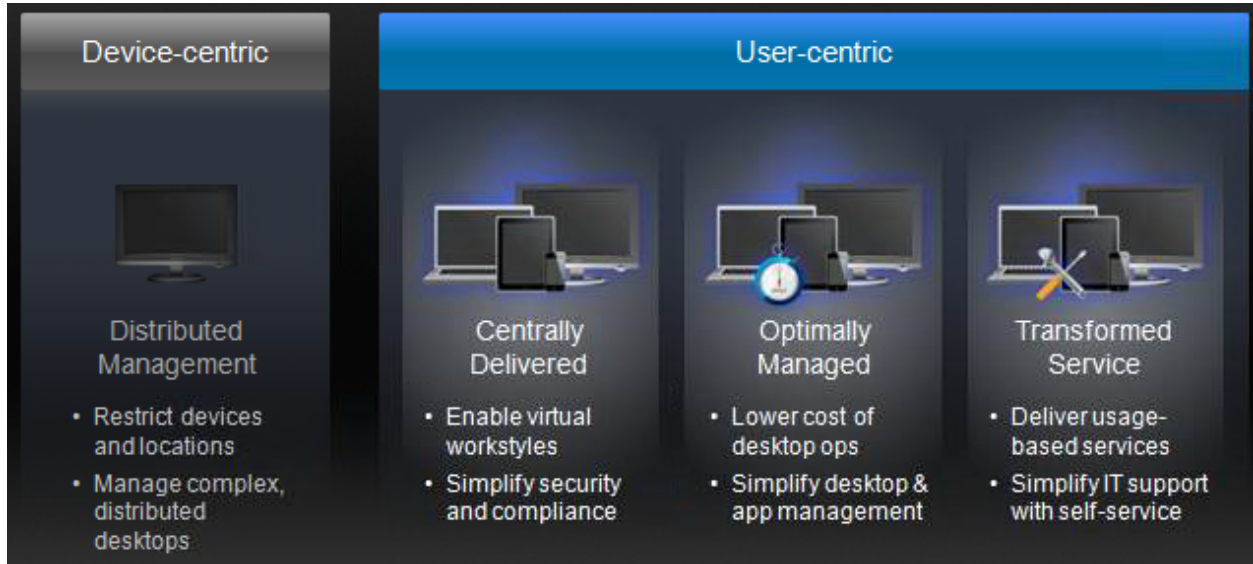 Device-centric
User-centric
Distributed
Management
• Restrict devices
and locations
• Manage complex,
distributed
desktops
Centrally
Delivered
• Enable virtual
workstyles
• Simplify security
and compliance
Optimally
Managed
• Lower cost of
desktop ops
• Simplify desktop &
app management
Transformed
Service
• Deliver usage-
based services
• Simplify IT support
with self-service